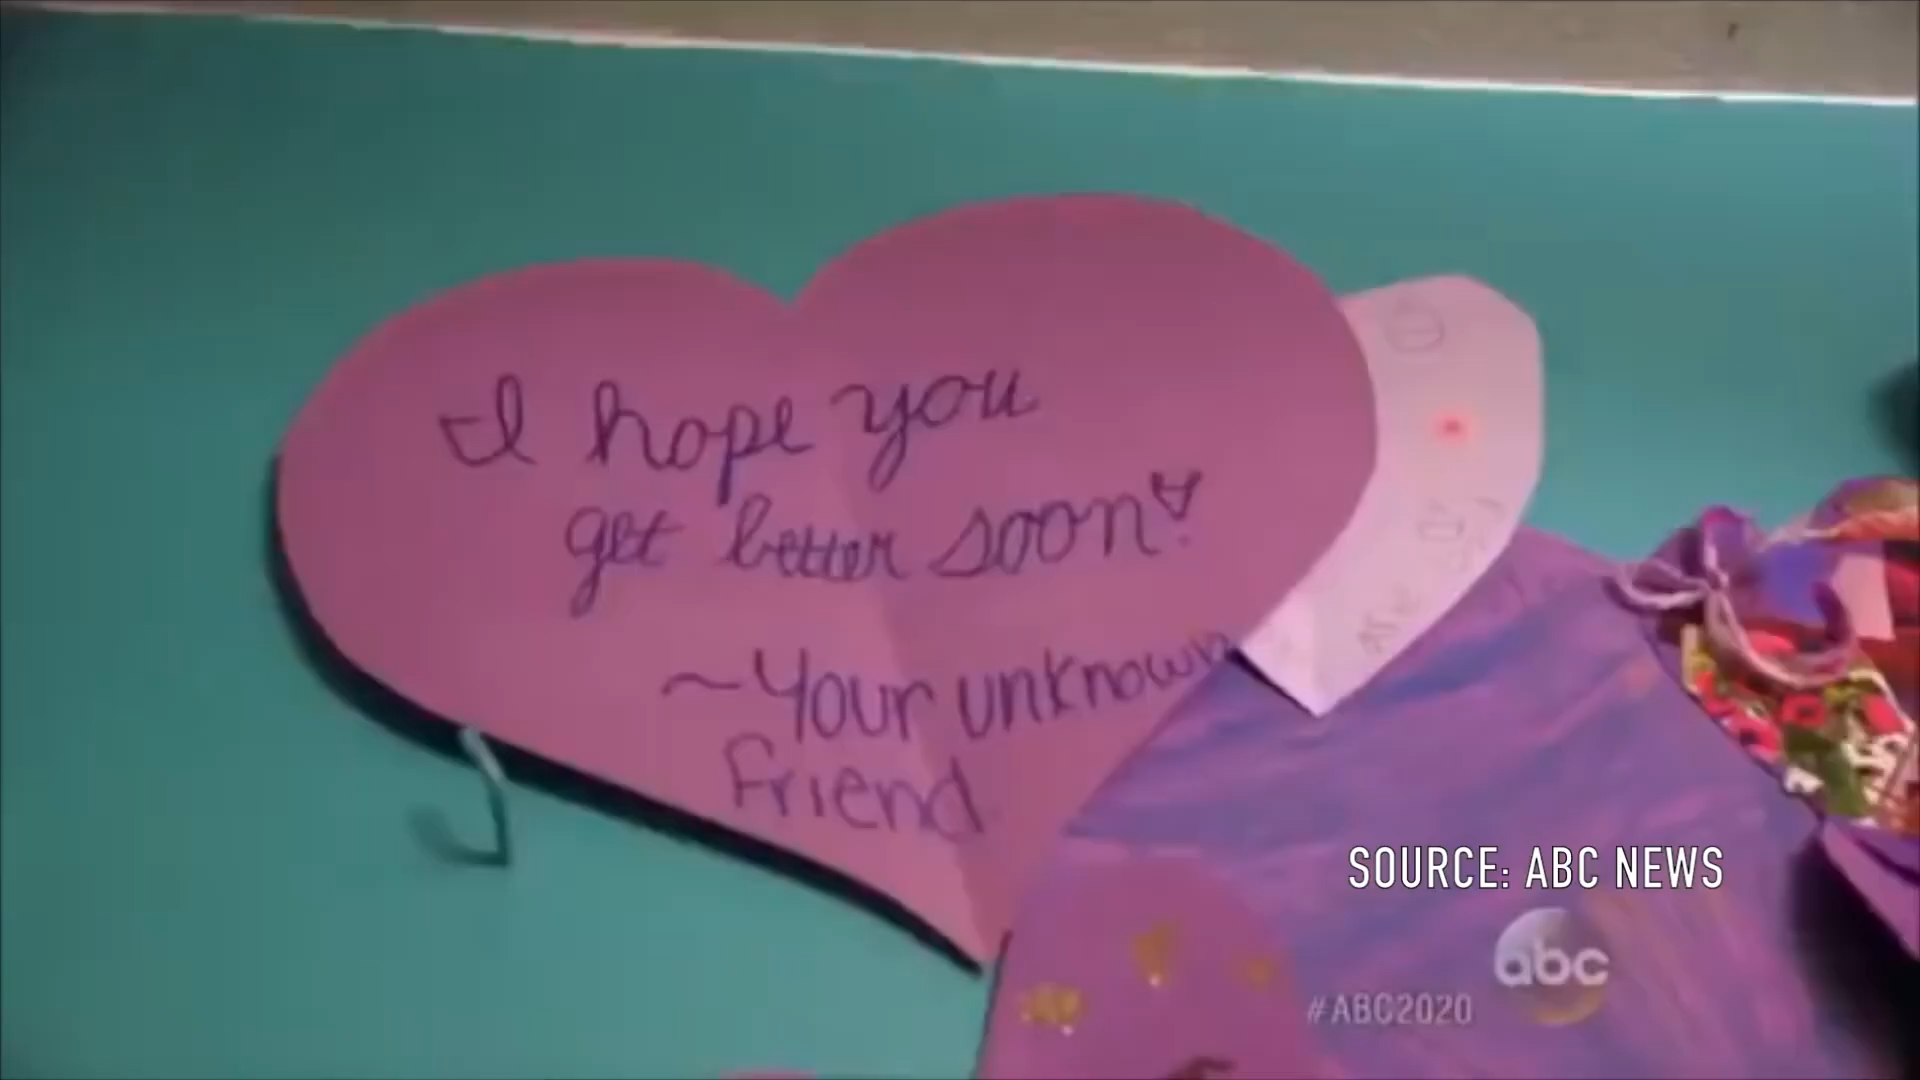 I hope you
get better soon!
~Your unknown
friend
SOURCE: ABC NEWS
abc
#ABC2020